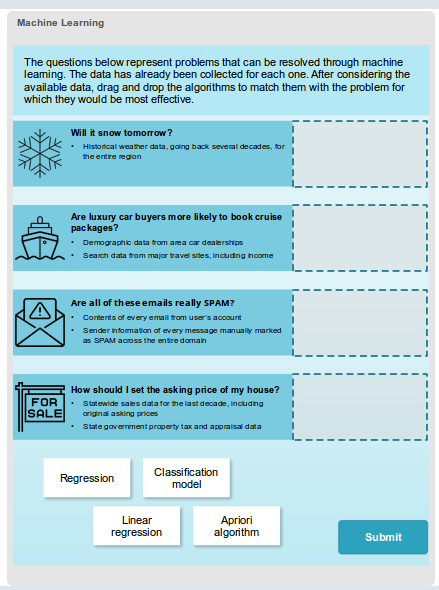 Machine Learning
The questions below represent problems that can be resolved through machine
learning. The data has already been collected for each one. After considering the
available data, drag and drop the algorithms to match them with the problem for
which they would be most effective.
Will it snow tomorrow?
• Historical weather data, going back several decades, for
the entire region
Are luxury car buyers more likely to book cruise
packages?
• Demographic data from area car dealerships
• Search data from major travel sites, including income
Are all of these emails really SPAM?
• Contents of every email from user's account
• Sender information of every message manually marked
as SPAM across the entire domain
How should I set the asking price of my house?
• Statewide sales data for the last decade, including
original asking prices
• State government property tax and appraisal data
FOR
SALE
Regression
Classification
model
Linear
regression
Apriori
algorithm
Submit